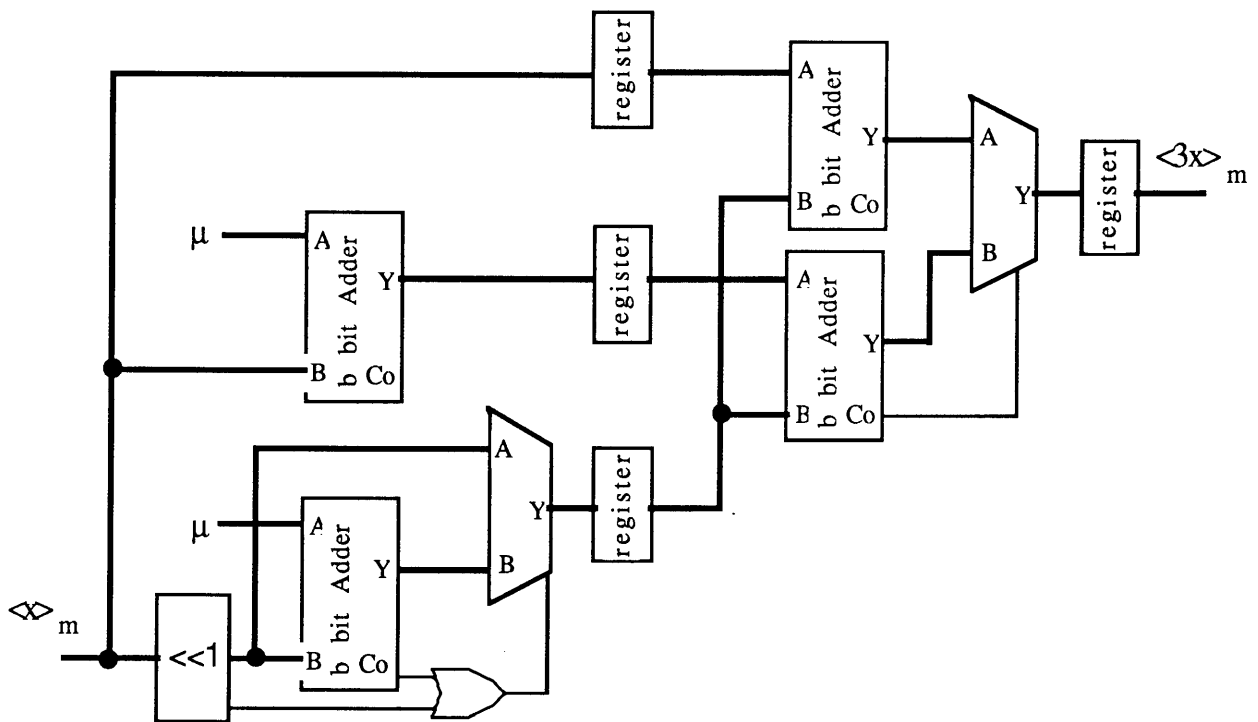 register
A
b bit Adder
Y
B
Co
A
Y
B
register
<3x>
m
μ
A
b bit Adder
Y
B
Co
register
A
b bit Adder
Y
B
Co
A
Y
B
register
μ
A
b bit Adder
Y
B
Co
<x>
m
<<1